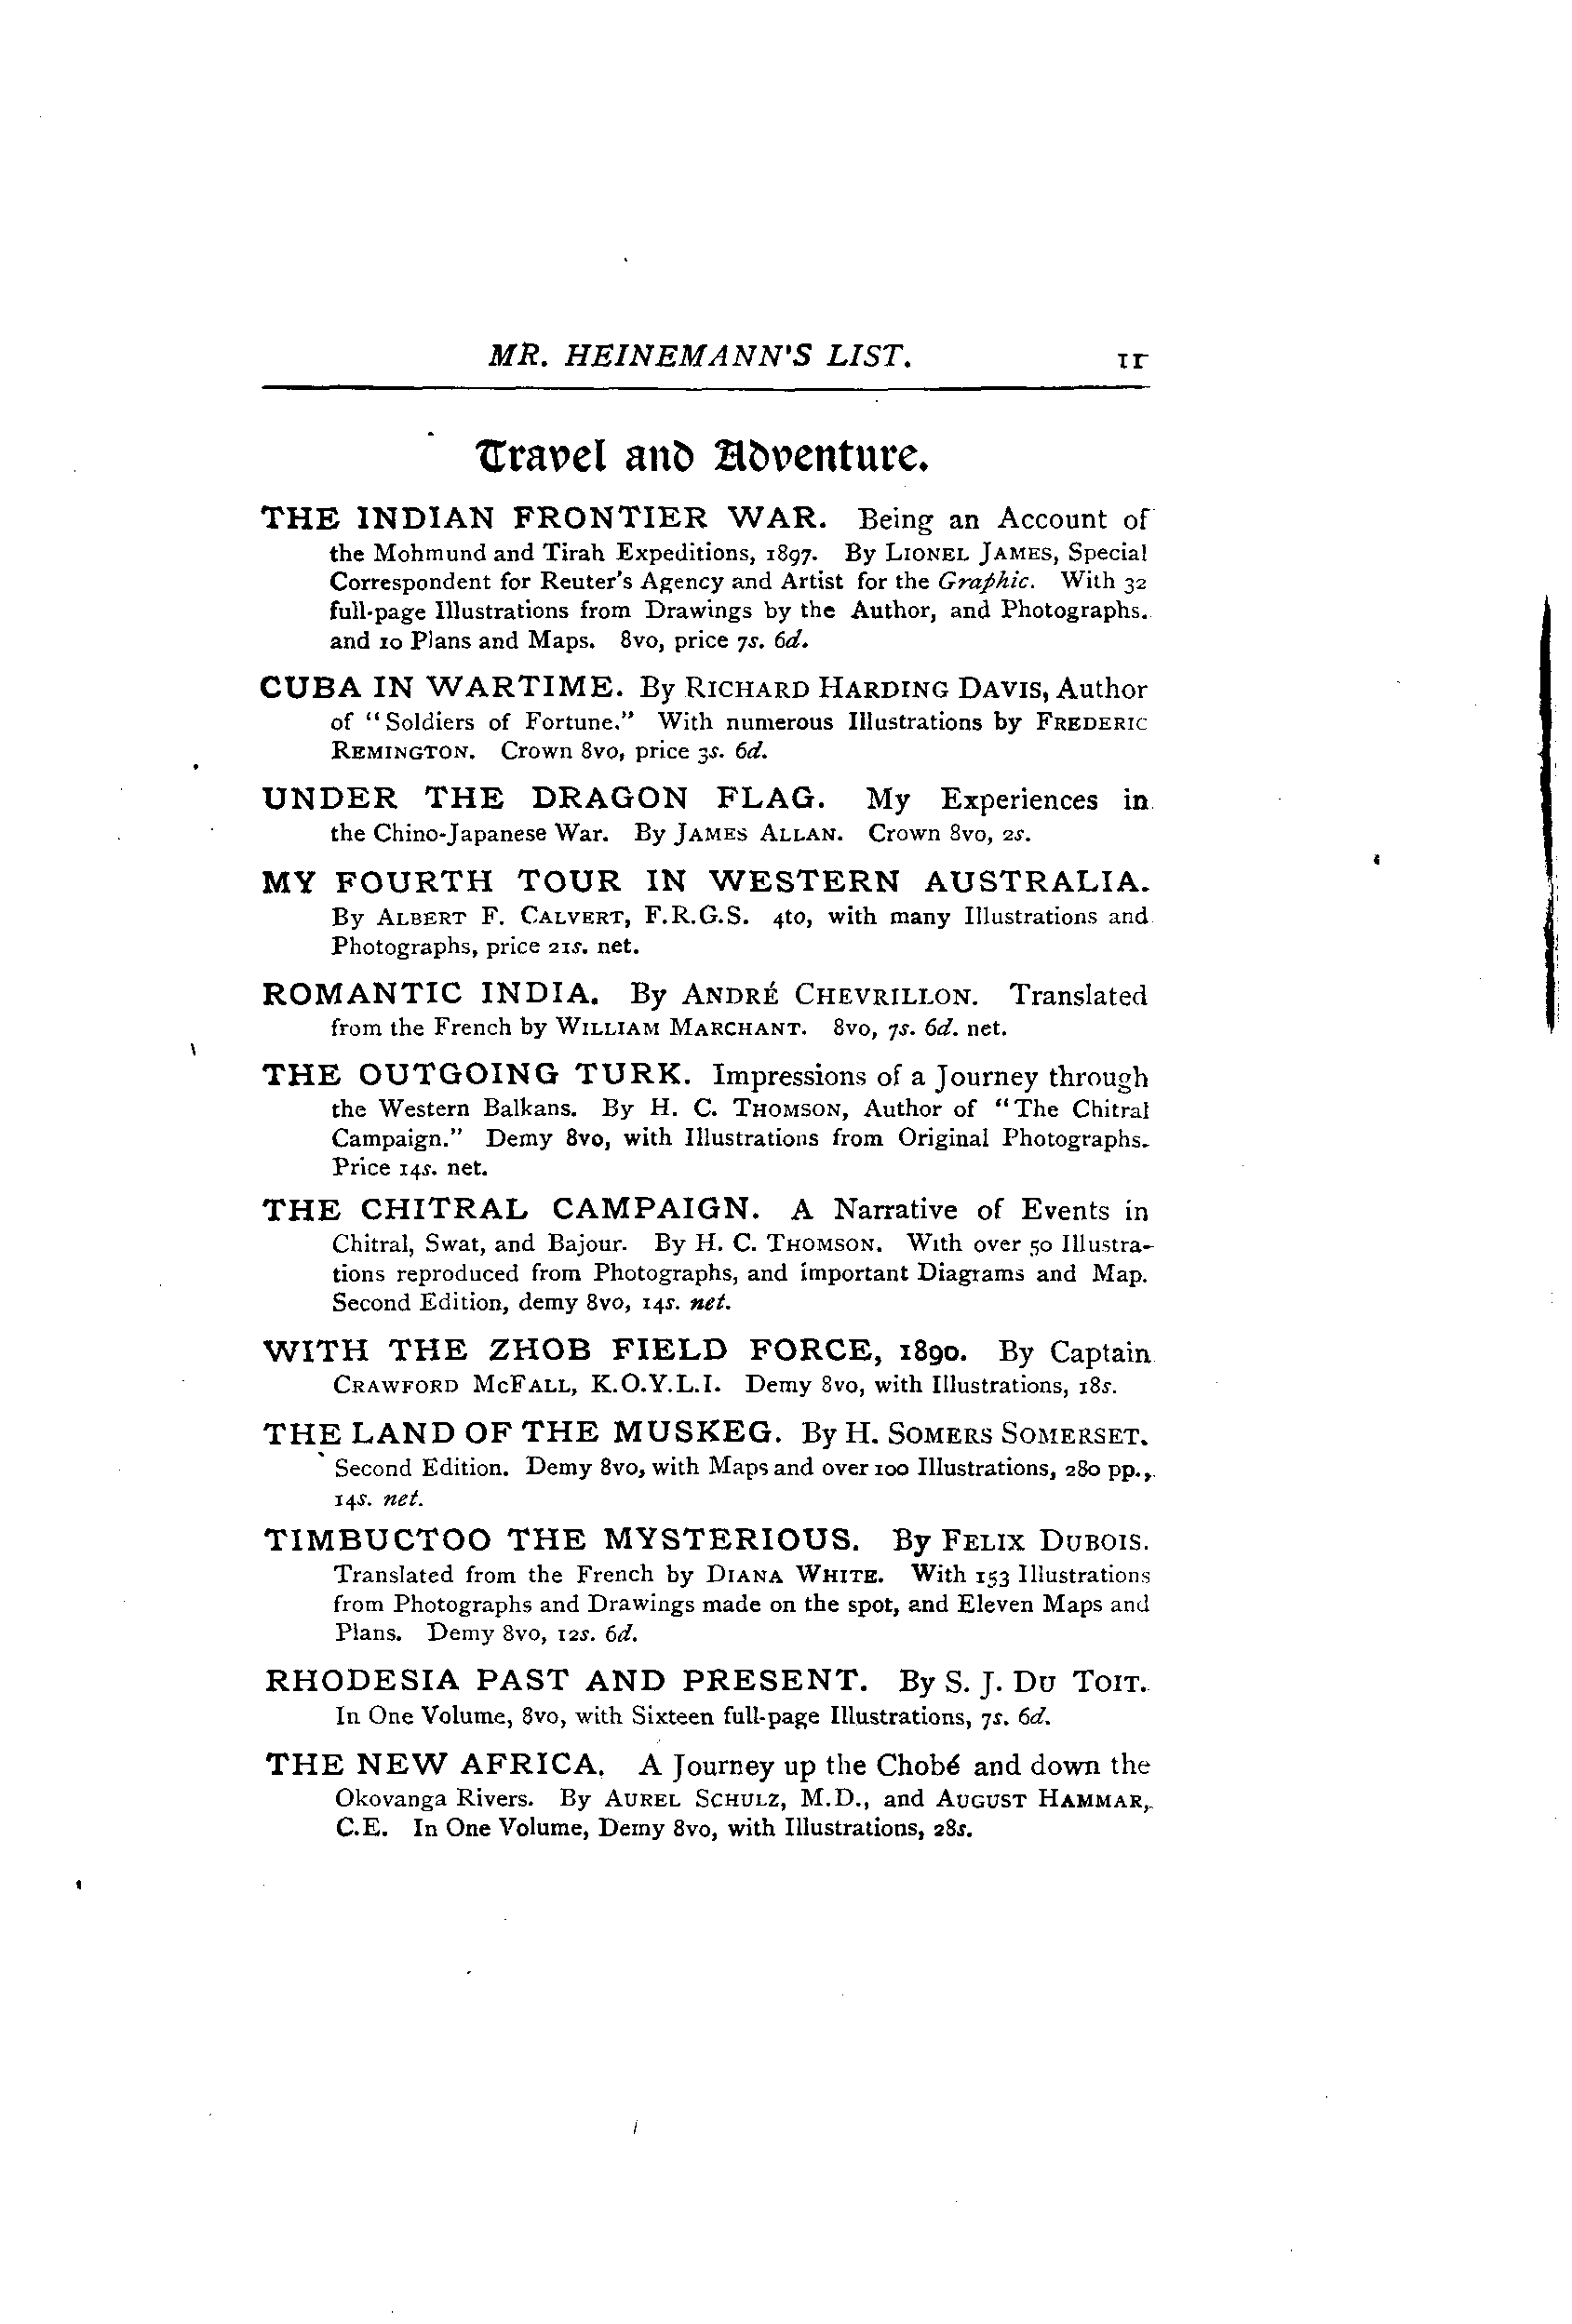 MR. HEINEMANN'S LIST. 11
Travel and Adventure.
THE INDIAN FRONTIER WAR. Being an Account of
the Mohmund and Tirah Expeditions, 1897. By LIONEL JAMES, Special
Correspondent for Reuter's Agency and Artist for the Graphic. With 32
full-page Illustrations from Drawings by the Author, and Photographs.
and 10 Plans and Maps. 8vo, price 7s. 6d.
CUBA IN WARTIME. By RICHARD HARDING DAVIS, Author
of "Soldiers of Fortune." With numerous Illustrations by FREDERIC
REMINGTON. Crown 8vo, price 3s. 6d.
UNDER THE DRAGON FLAG. My Experiences in
the Chino-Japanese War. By JAMES ALLAN. Crown 8vo, 2s.
MY FOURTH TOUR IN WESTERN AUSTRALIA.
By ALBERT F. CALVERT, F.R.G.S. 4to, with many Illustrations and
Photographs, price 21s. net.
ROMANTIC INDIA. By ANDRÉ CHEVRILLON. Translated
from the French by WILLIAM MARCHANT. 8vo, 7s. 6d. net.
THE OUTGOING TURK. Impressions of a Journey through
the Western Balkans. By H. C. THOMSON, Author of "The Chitral
Campaign." Demy 8vo, with Illustrations from Original Photographs.
Price 14s. net.
THE CHITRAL CAMPAIGN. A Narrative of Events in
Chitral, Swat, and Bajour. By H. C. THOMSON. With over 50 Illustra-
tions reproduced from Photographs, and important Diagrams and Map.
Second Edition, demy 8vo, 14s. net.
WITH THE ZHOB FIELD FORCE, 1890. By Captain
CRAWFORD McFALL, K.O.Y.L.I. Demy 8vo, with Illustrations, 18s.
THE LAND OF THE MUSKEG. By H. SOMERS SOMERSET.
Second Edition. Demy 8vo, with Maps and over 100 Illustrations, 280 pp.,
14s. net.
TIMBUCTOO THE MYSTERIOUS. By FELIX DUBOIS.
Translated from the French by DIANA WHITE. With 153 Illustrations
from Photographs and Drawings made on the spot, and Eleven Maps and
Plans. Demy 8vo, 12s. 6d.
RHODESIA PAST AND PRESENT. By S. J. DU TOIT.
In One Volume, 8vo, with Sixteen full-page Illustrations, 7s. 6d.
THE NEW AFRICA. A Journey up the Chobé and down the
Okovanga Rivers. By AUREL SCHULZ, M.D., and AUGUST HAMMAR,
C.E. In One Volume, Demy 8vo, with Illustrations, 28s.